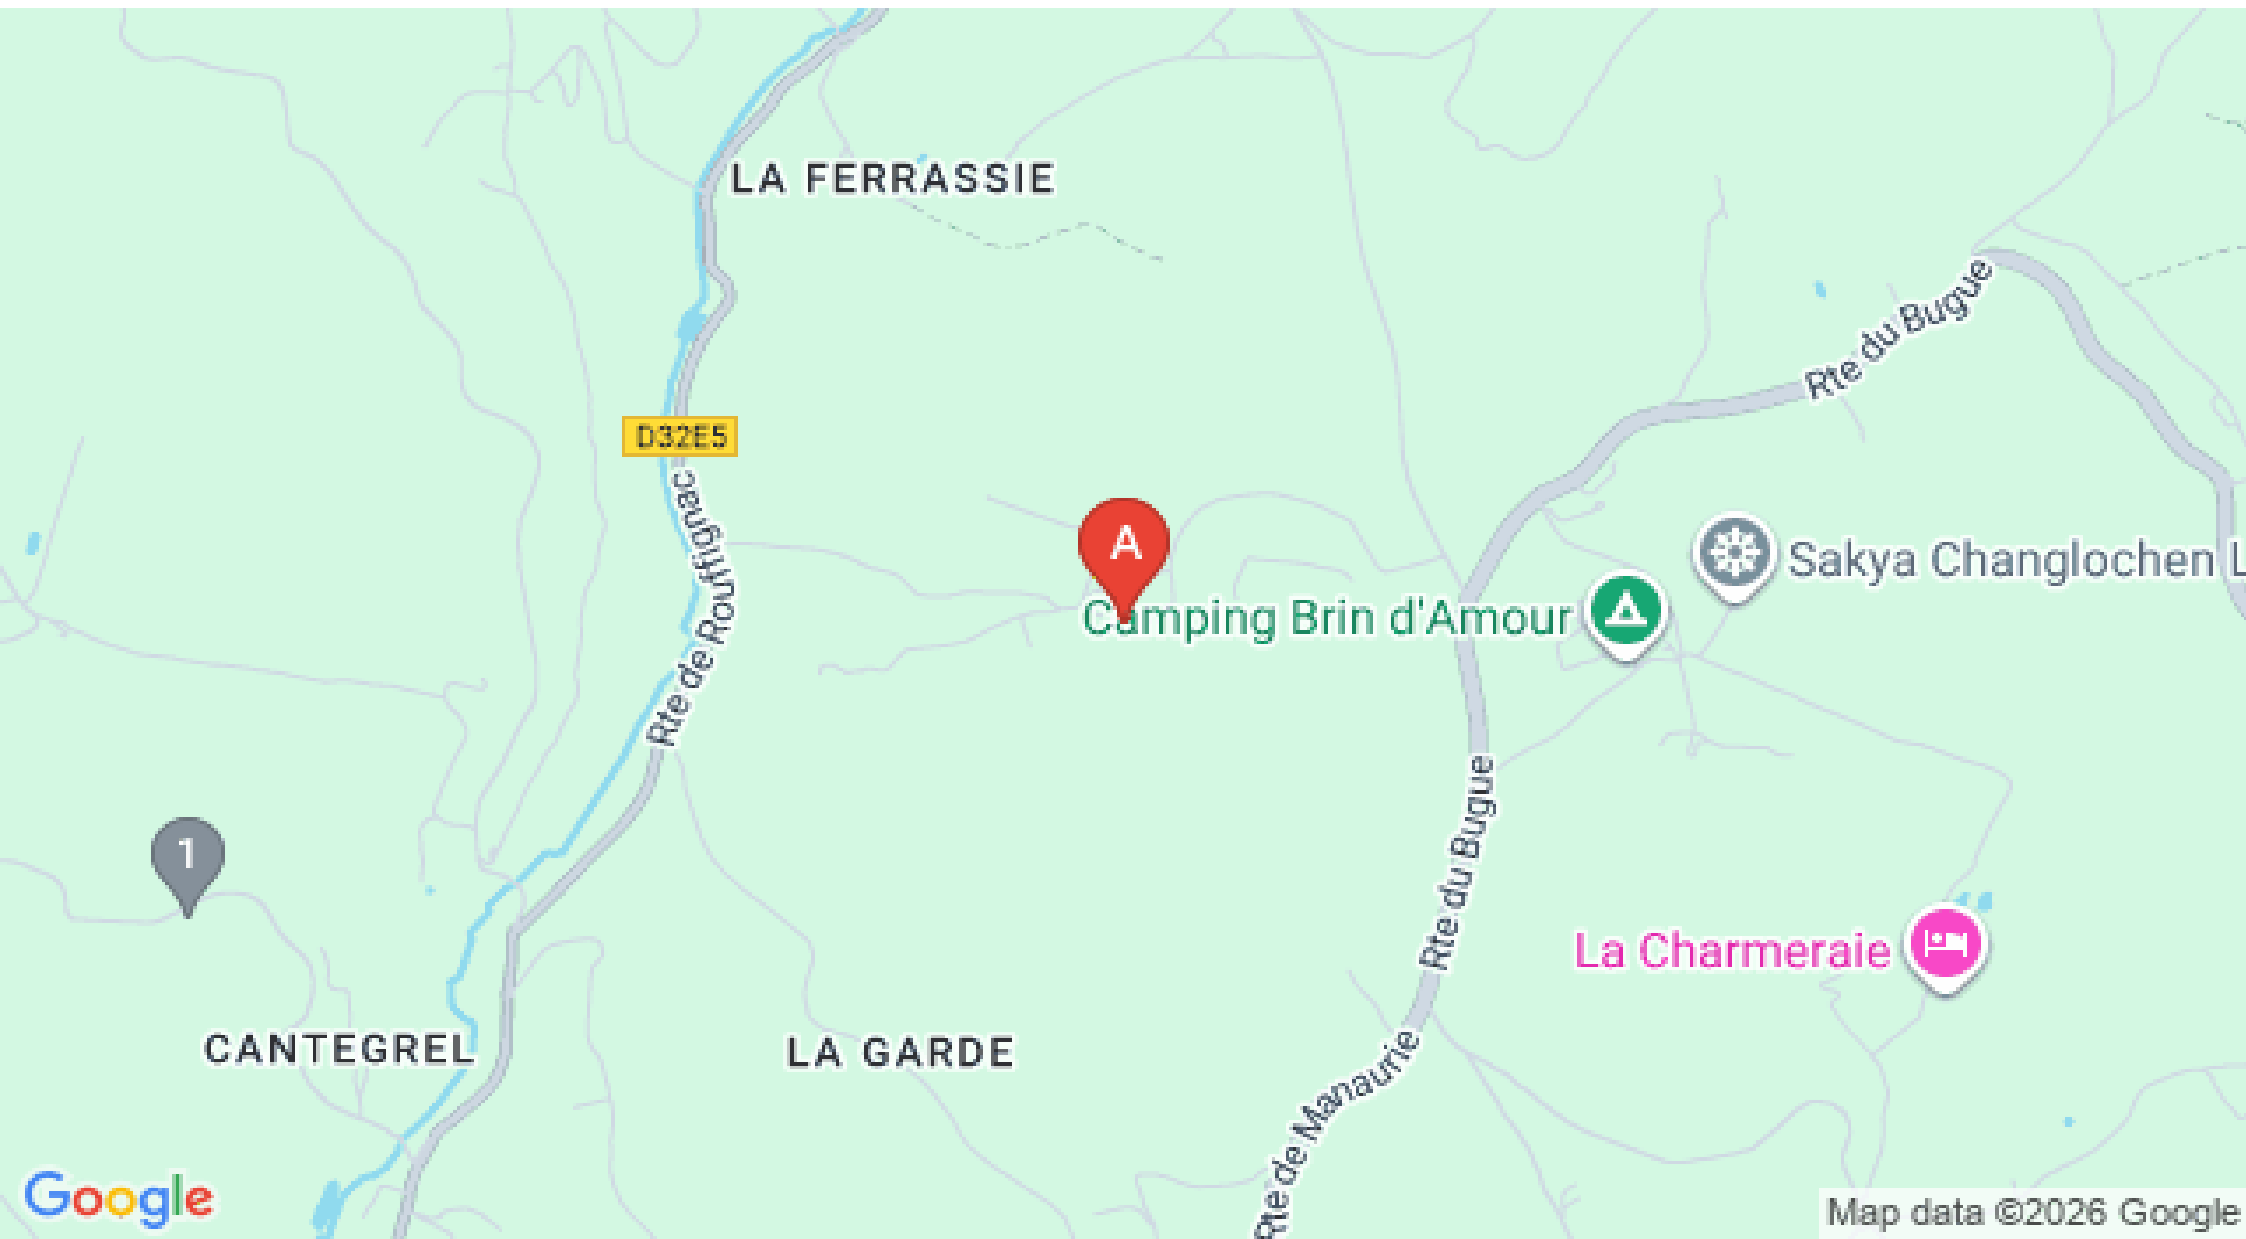 LA FERRASSIE
Rte du Bugue
D32E5
Rte de Rouffignac
A
Sakya Changlochen L
Camping Brin d'Amour
1
Rte du Bugue
La Charmeraie
CANTEGREL
LA GARDE
Rte de Manaurie
Google
Map data ©2026 Google